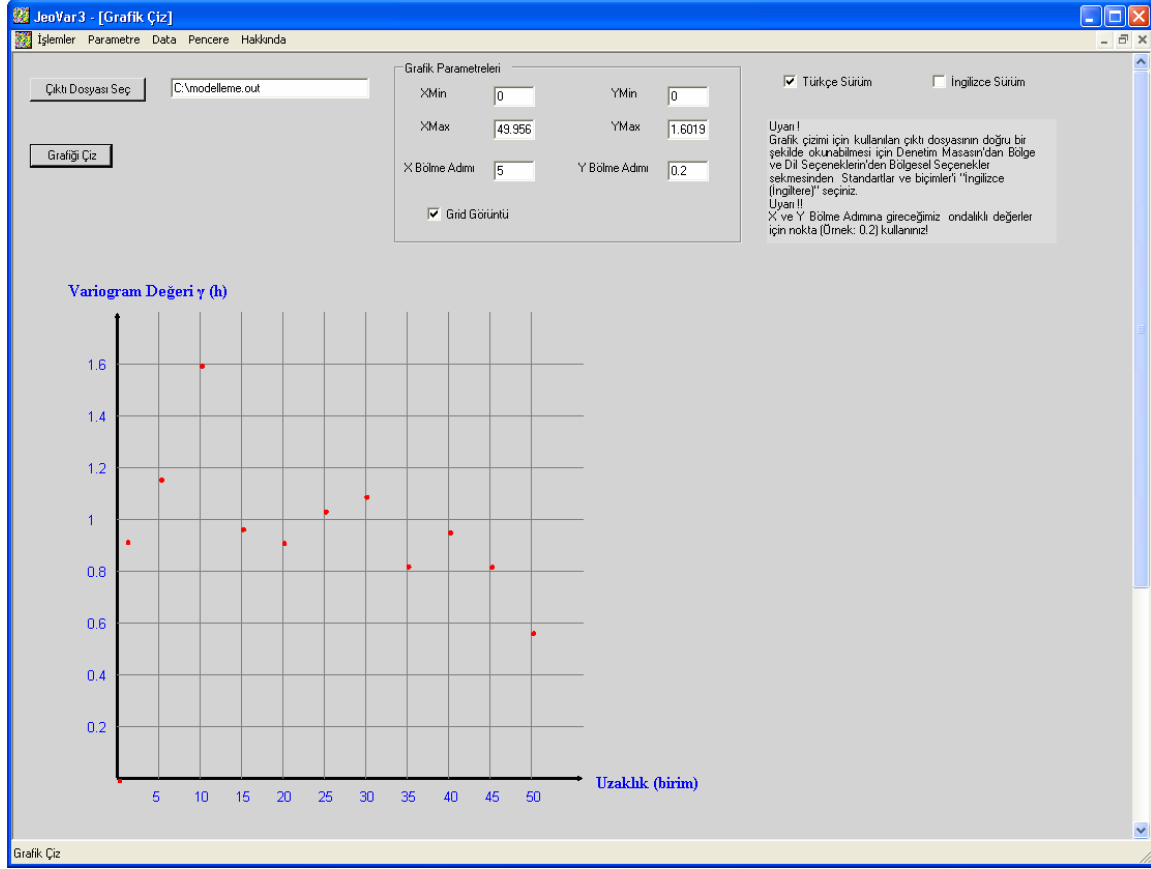 JeoVar3 - [Grafik Çiz]
İşlemler Parametre Data Pencere Hakkında
Çıktı Dosyası Seç
C:\modelleme.out
Grafiği Çiz
Grafik Parametreleri
XMin 0 YMin 0
XMax 49.956 YMax 1.6019
X Bölme Adımı 5 Y Bölme Adımı 0.2
Grid Görüntü
Türkçe Sürüm İngilizce Sürüm
Uyarı !
Grafik çizimi için kullanılan çıktı dosyasının doğru bir
şekilde okunabilmesi için Denetim Masasın'dan Bölge
ve Dil Seçeneklerin'den Bölgesel Seçenekler
sekmesinden Standartlar ve biçimler'i "İngilizce
(İngiltere)" seçiniz.
Uyarı !!
X ve Y Bölme Adımına gireceğimiz ondalıklı değerler
için nokta (Örnek: 0.2) kullanınız!
Variogram Değeri γ (h)
1.6
1.4
1.2
1
0.8
0.6
0.4
0.2
5 10 15 20 25 30 35 40 45 50
Uzaklık (birim)
Grafik Çiz